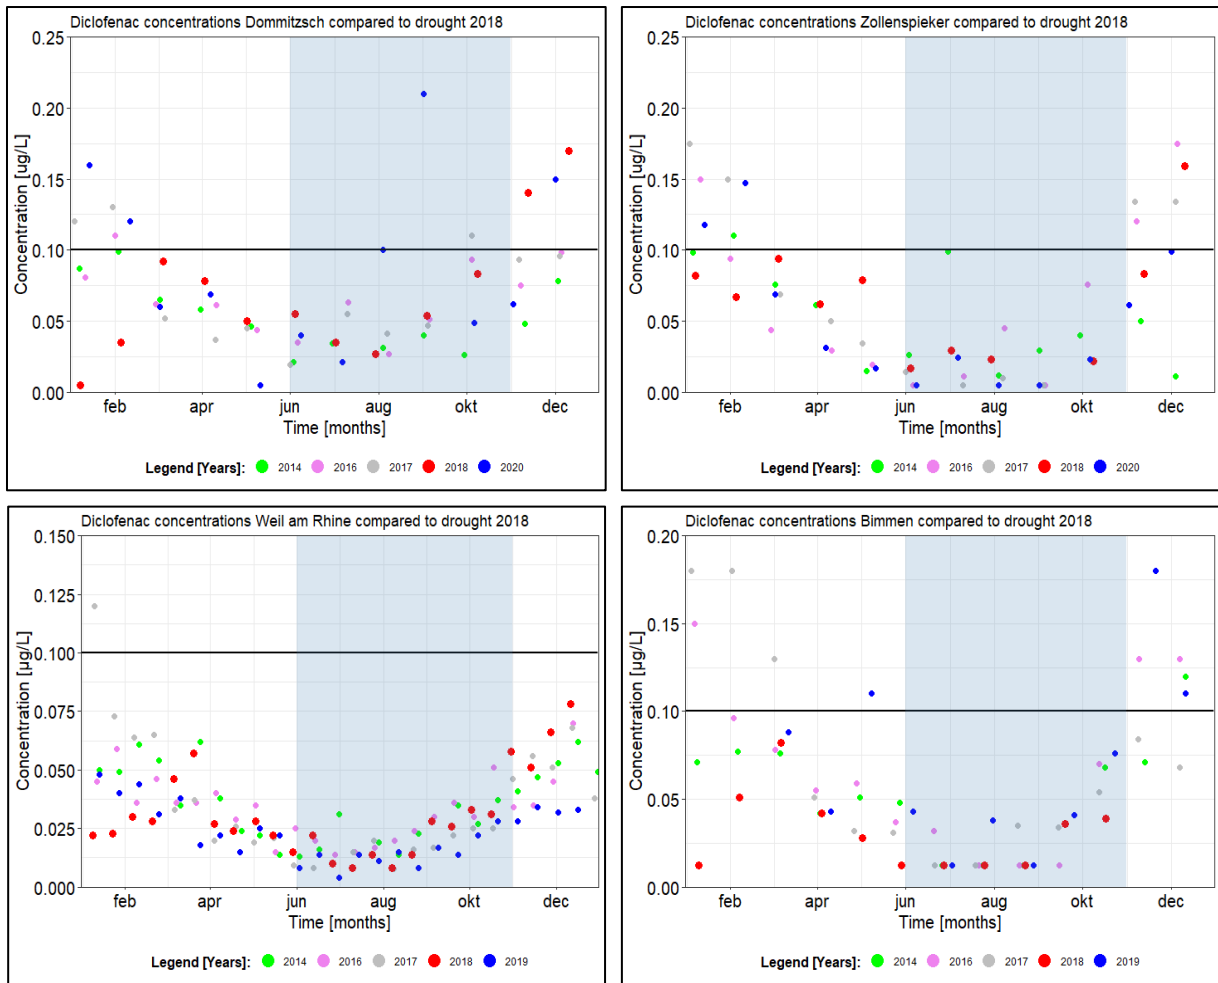 Diclofenac concentrations Dommitzsch compared to drought 2018
0.25
0.20
0.15
0.10
0.05
0.00
Concentration [ug/L]
feb apr jun aug okt dec
Time [months]
Legend [Years]: 2014 2016 2017 2018 2020
Diclofenac concentrations Zollenspieker compared to drought 2018
0.25
0.20
0.15
0.10
0.05
0.00
Concentration [ug/L]
feb apr jun aug okt dec
Time [months]
Legend [Years]: 2014 2016 2017 2018 2020
Diclofenac concentrations Weil am Rhine compared to drought 2018
0.150
0.125
0.100
0.075
0.050
0.025
0.000
Concentration [µg/L]
feb apr jun aug okt dec
Time [months]
Legend [Years]: 2014 2016 2017 2018 2019
Diclofenac concentrations Bimmen compared to drought 2018
0.20
0.15
0.10
0.05
0.00
Concentration [µg/L]
feb apr jun aug okt dec
Time [months]
Legend [Years]: 2014 2016 2017 2018 2019